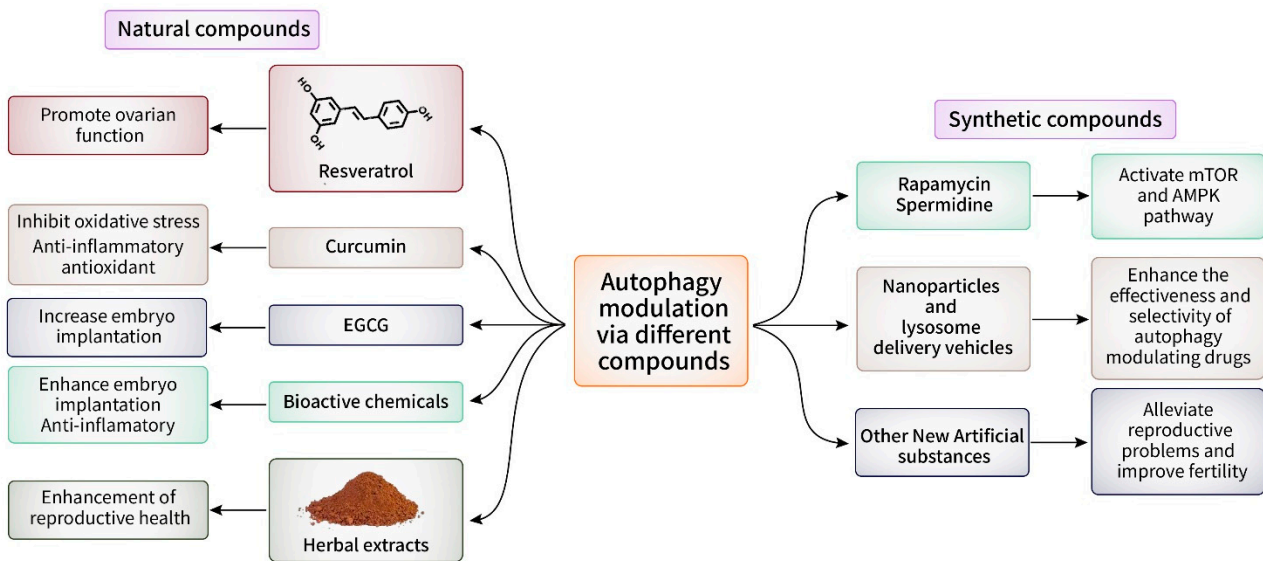 Natural compounds
HO
OH
HO
Resveratrol
Promote ovarian
function
Inhibit oxidative stress
Anti-inflammatory
antioxidant
Curcumin
Increase embryo
implantation
EGCG
Enhance embryo
implantation
Anti-inflamatory
Bioactive chemicals
Enhancement of
reproductive health
Herbal extracts
Autophagy
modulation
via different
compounds
Synthetic compounds
Rapamycin
Spermidine
Activate mTOR
and AMPK
pathway
Nanoparticles
and
lysosome
delivery vehicles
Enhance the
effectiveness and
selectivity of
autophagy
modulating drugs
Other New Artificial
substances
Alleviate
reproductive
problems and
improve fertility